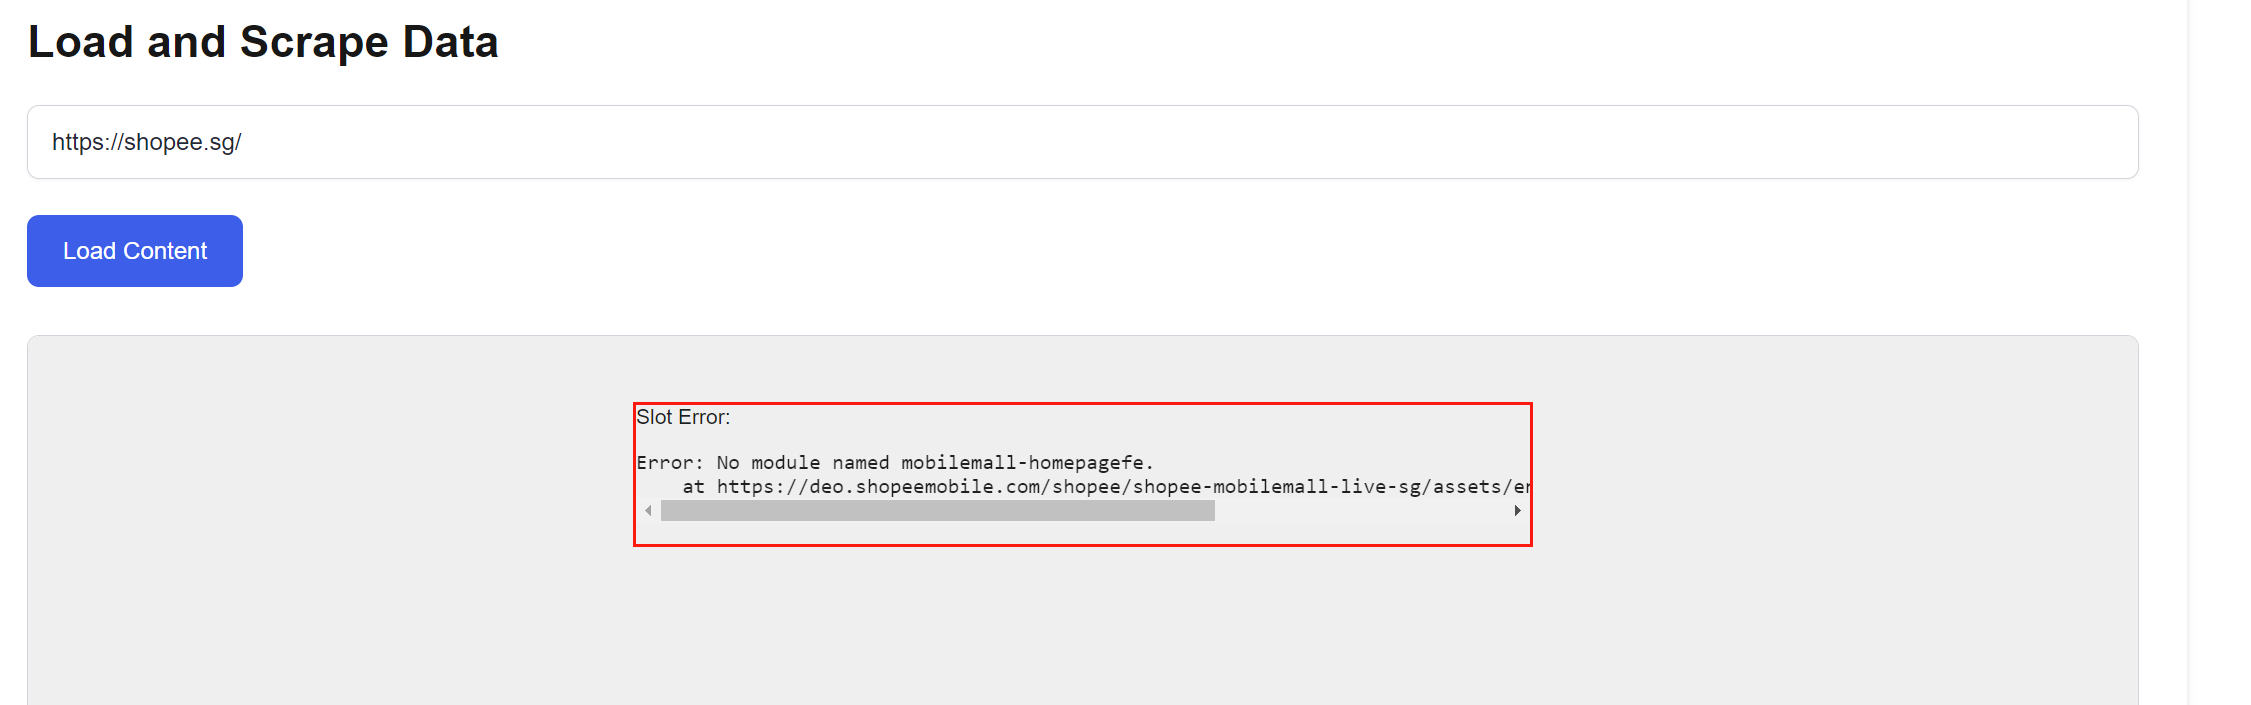 Load and Scrape Data
https://shopee.sg/
Load Content
Slot Error:
Error: No module named mobilemall-homepagefe.
at https://deo.shopeemobile.com/shopee/shopee-mobilemall-live-sg/assets/